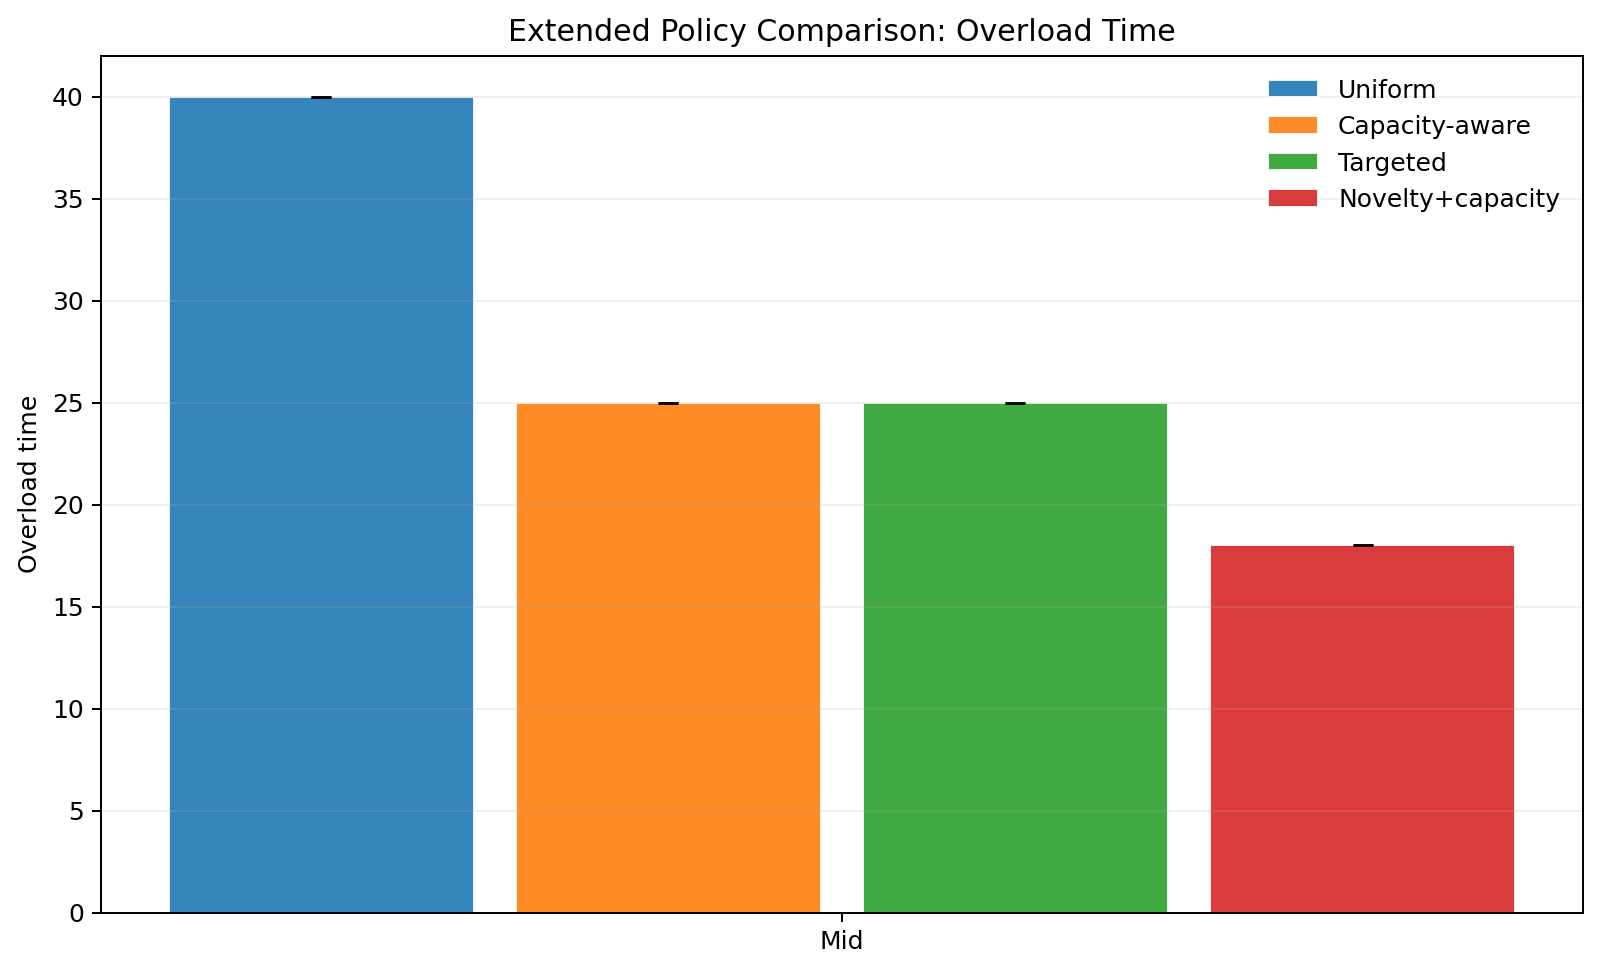 Extended Policy Comparison: Overload Time
Uniform
Capacity-aware
Targeted
Novelty+capacity
Overload time
40
35
30
25
20
15
10
5
0
Mid